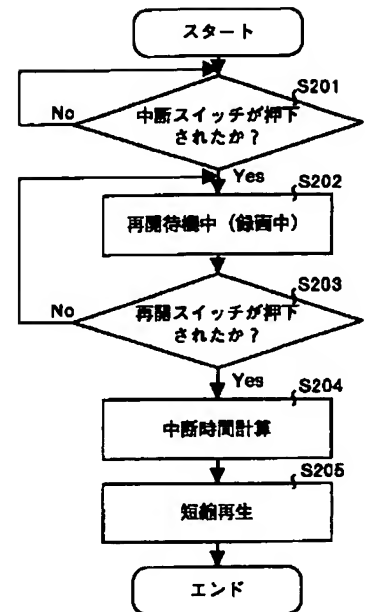 スタート
S201
中断スイッチが押下
されたか？
No
Yes
S202
再開待機中（録画中）
S203
再開スイッチが押下
されたか？
No
Yes
S204
中断時間計算
S205
短縮再生
エンド